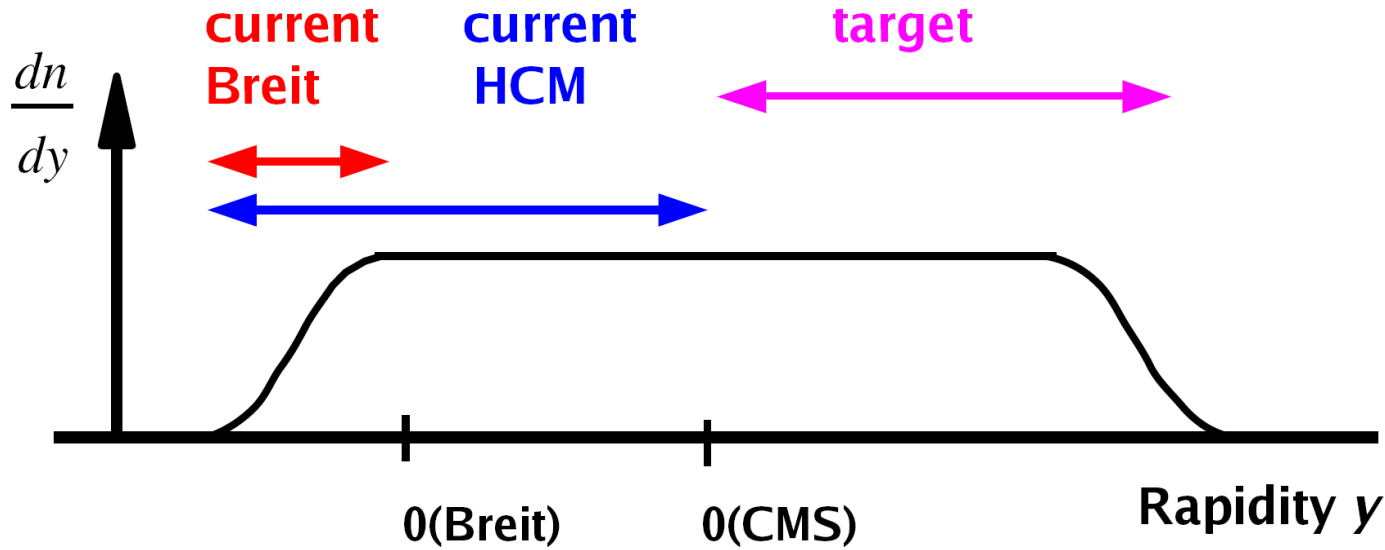 current current target
Breit HCM
dn
dy
0(Breit) 0(CMS)
Rapidity y